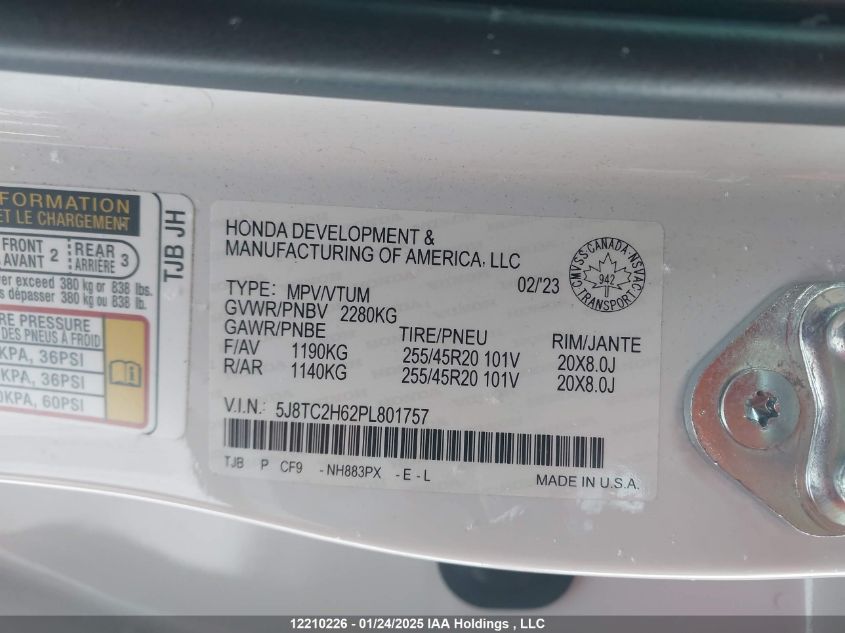 FORMATION
ET LE CHARGEMENT
FRONT
AVANT 2
REAR
ARRIÈRE 3
er exceed 380 kg or 838 lbs.
s dépasser 380 kg ou 838 lb.
RE PRESSURE
DES PNEUS À FROID
KPA, 36PSI
KPA, 36PSI
KPA, 60PSI
TJB JH
HONDA DEVELOPMENT &
MANUFACTURING OF AMERICA, LLC
02/'23
CMVSS:CANADA:NSVAC
942
TRANSPORT
TYPE: MPV/VTUM
GVWR/PNBV 2280KG
GAWR/PNBE TIRE/PNEU RIM/JANTE
F/AV 1190KG 255/45R20 101V 20X8.0J
R/AR 1140KG 255/45R20 101V 20X8.0J
V.I.N.: 5J8TC2H62PL801757
TJB P CF9 -NH883PX -E-L
MADE IN U.S.A.
12210226 - 01/24/2025 IAA Holdings , LLC